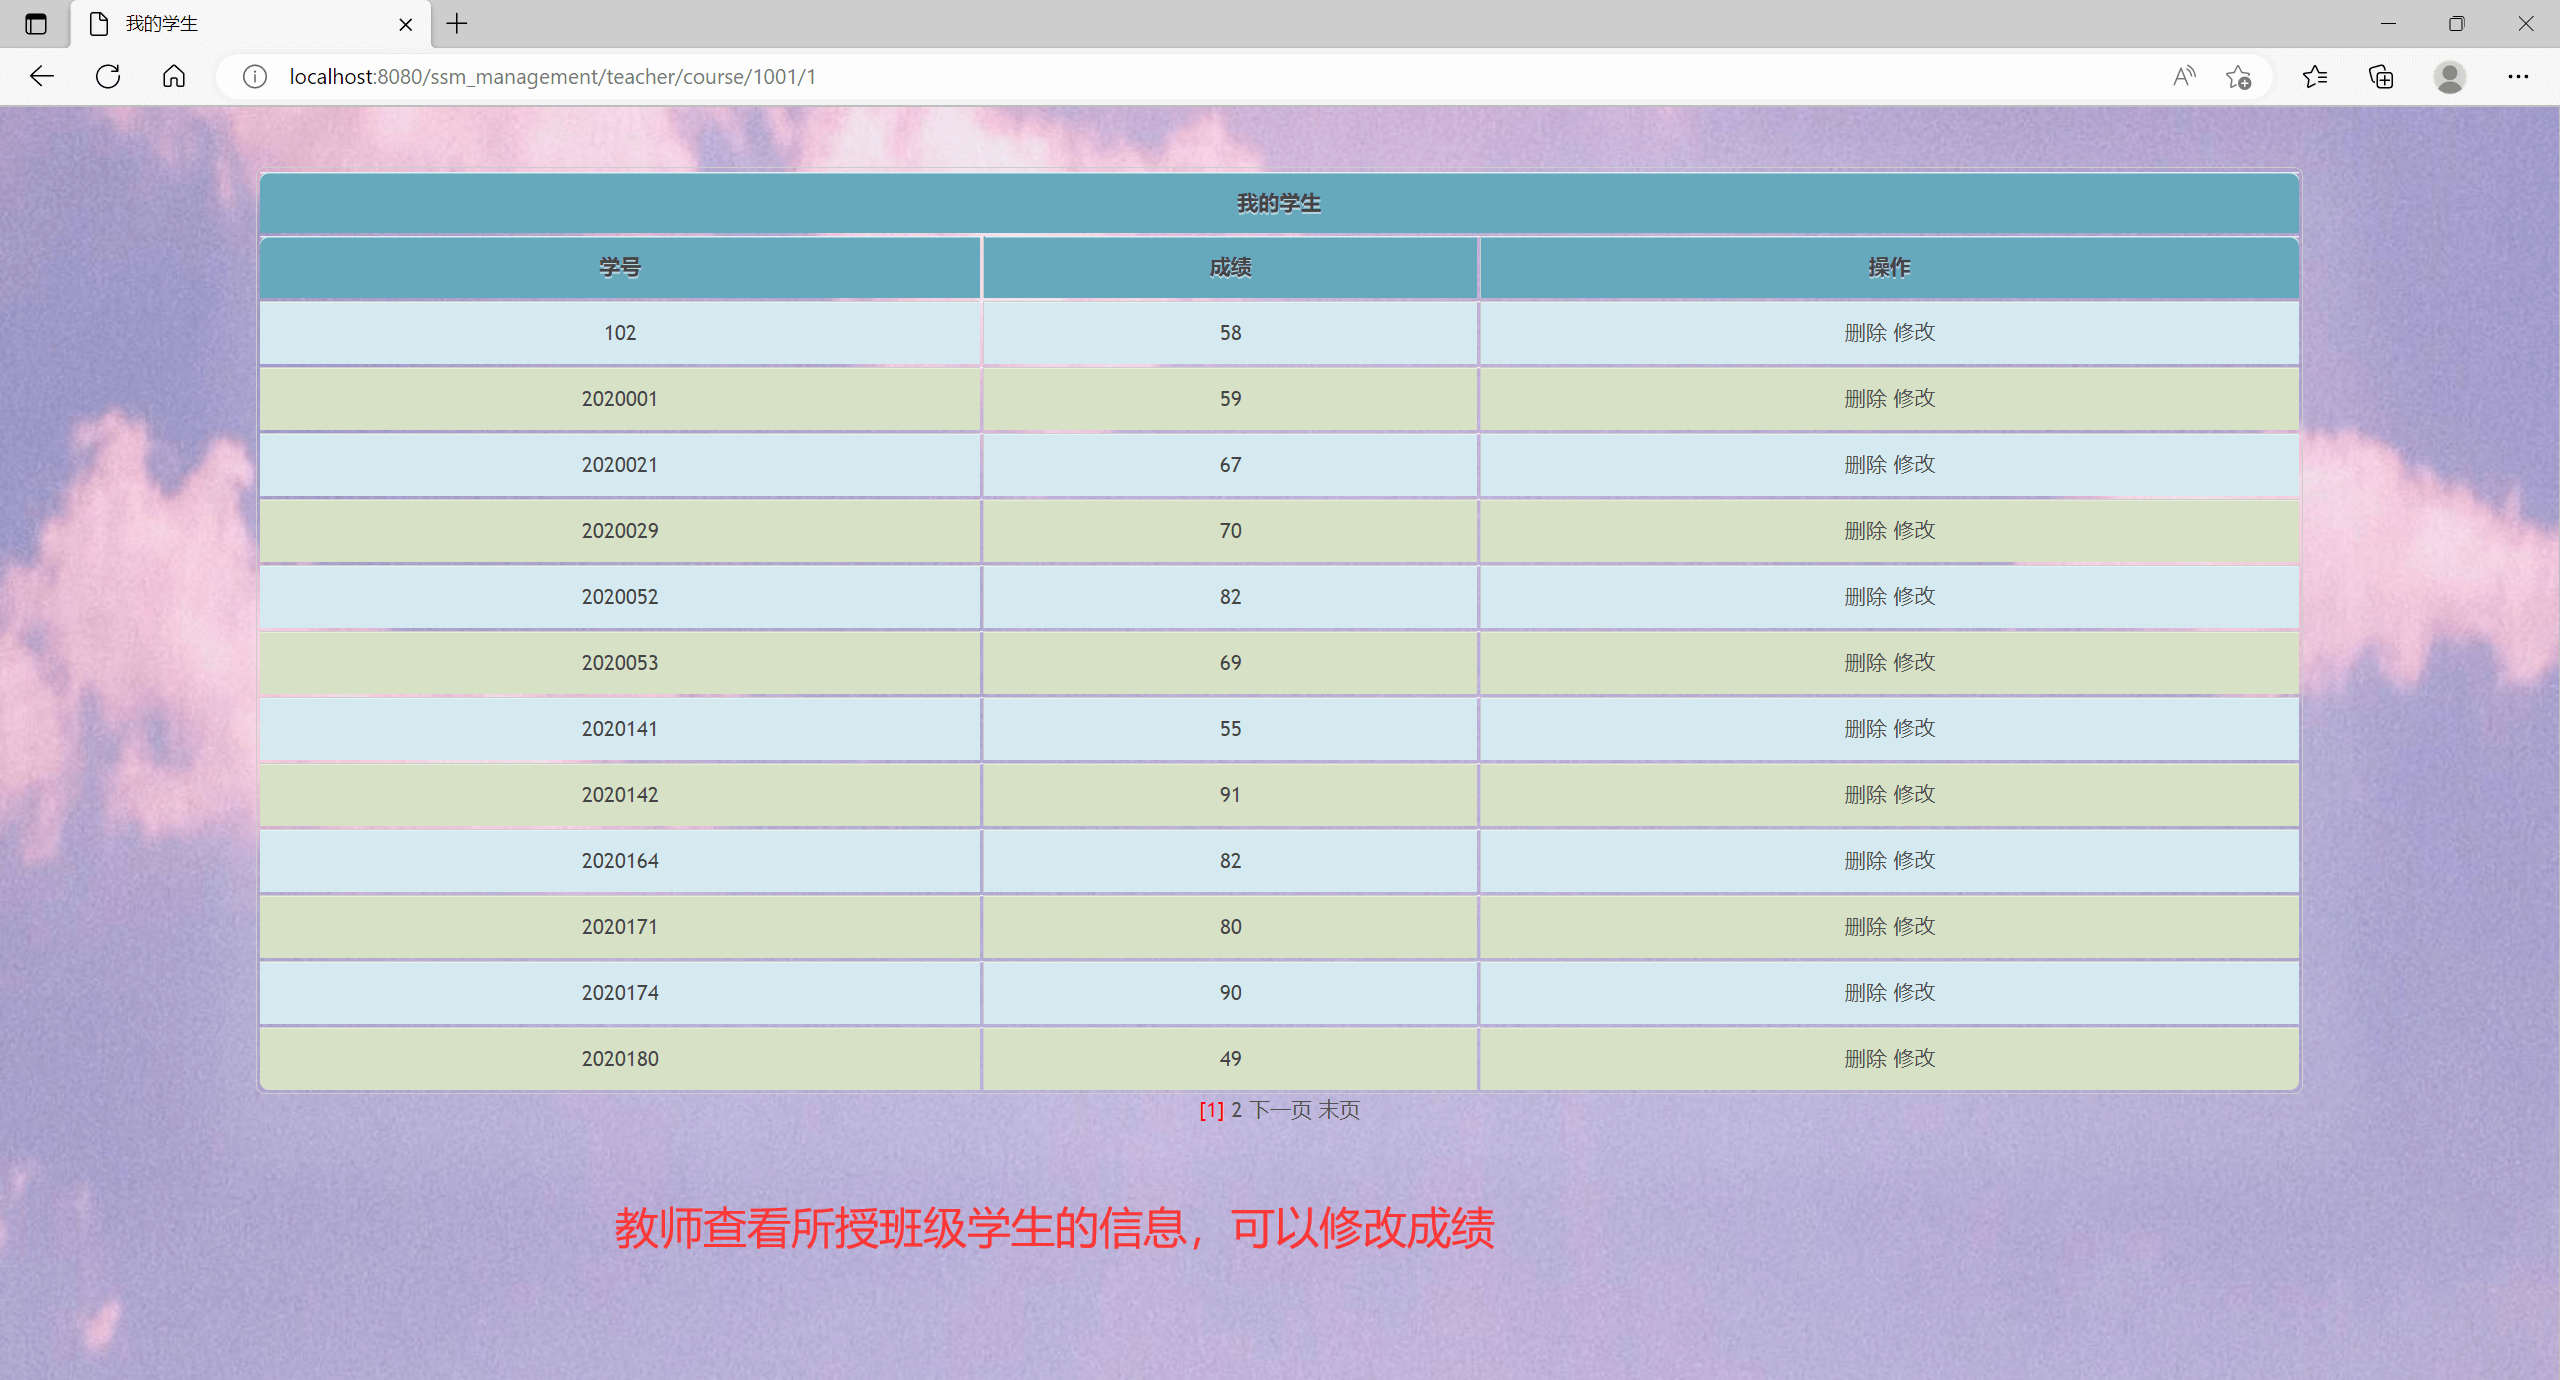 我的学生
localhost:8080/ssm_management/teacher/course/1001/1
我的学生
学号 成绩 操作
102 58 删除 修改
2020001 59 删除 修改
2020021 67 删除 修改
2020029 70 删除 修改
2020052 82 删除 修改
2020053 69 删除 修改
2020141 55 删除 修改
2020142 91 删除 修改
2020164 82 删除 修改
2020171 80 删除 修改
2020174 90 删除 修改
2020180 49 删除 修改
[1] 2 下一页 末页
教师查看所授班级学生的信息，可以修改成绩